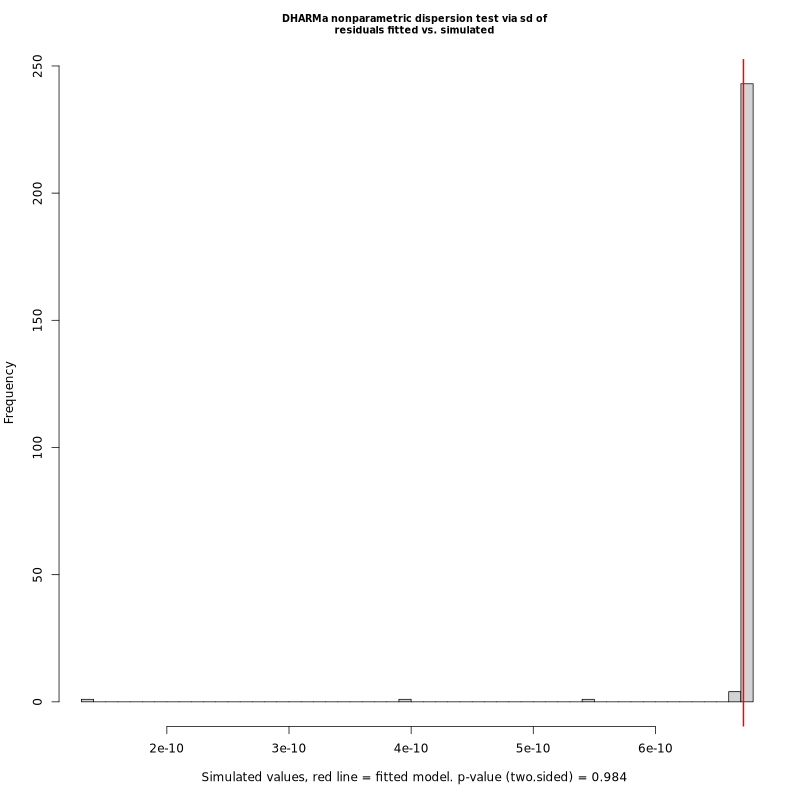 DHARMa nonparametric dispersion test via sd of
residuals fitted vs. simulated
250
200
150
100
50
0
Frequency
2e-10 3e-10 4e-10 5e-10 6e-10
Simulated values, red line = fitted model. p-value (two.sided) = 0.984